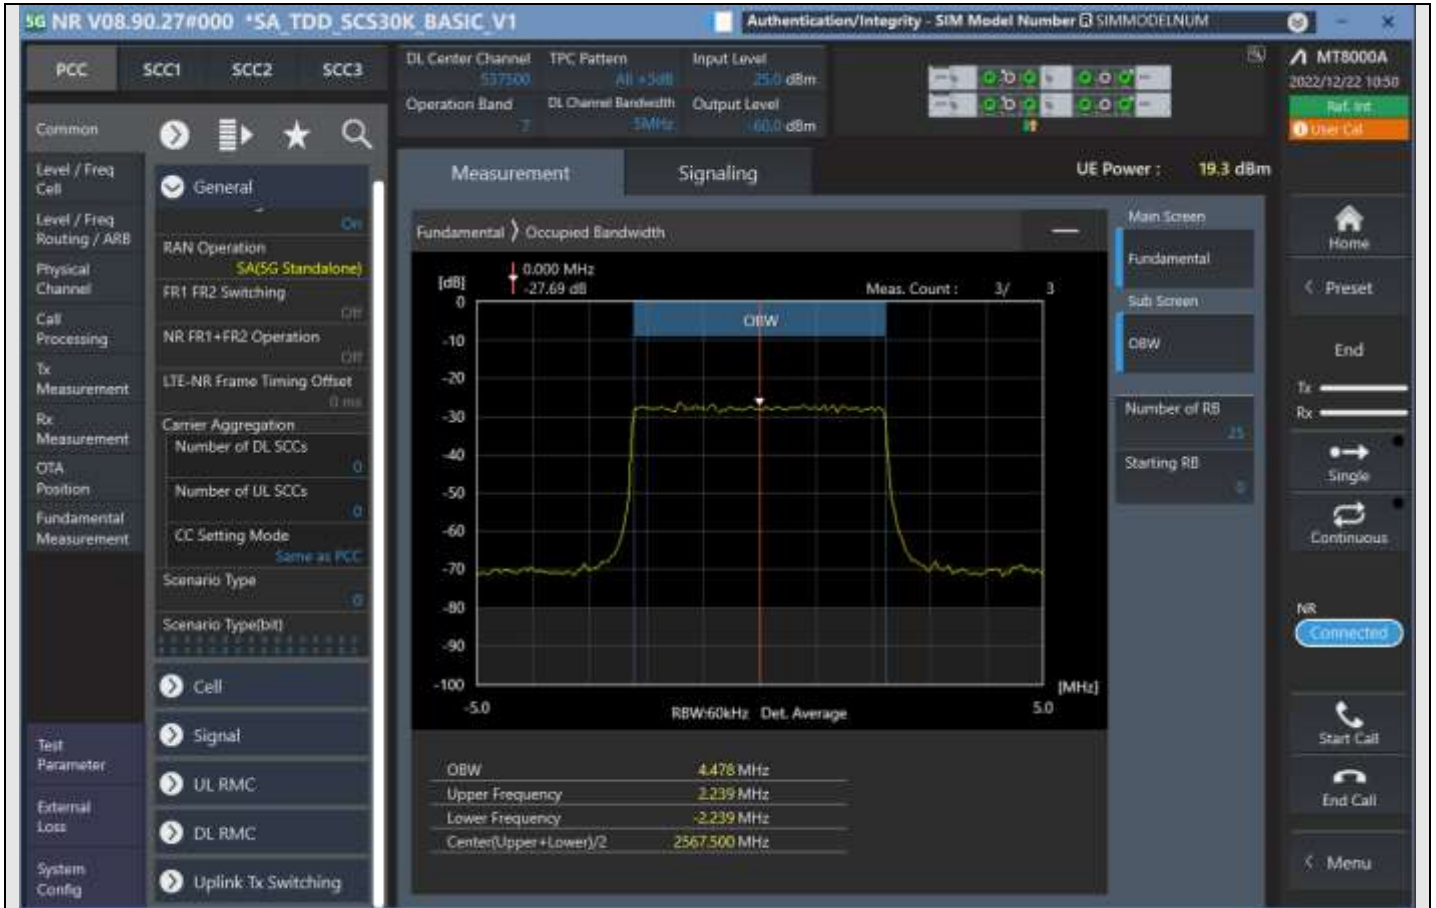 5G NR V08.90.27#000 *SA_TDD_SCS30K_BASIC_V1
Authentication/Integrity - SIM Model Number SIMMODELNUM
PCC SCC1 SCC2 SCC3
DL Center Channel
537500
TPC Pattern
All +3dB
Input Level
25.0 dBm
Operation Band
7
DL Channel Bandwidth
5MHz
Output Level
-60.0 dBm
MT8000A
2022/12/22 10:50
Ref. Int
User Cal
Common
Level / Freq
Cell
Level / Freq
Routing / ARB
Physical
Channel
Call
Processing
Tx
Measurement
Rx
Measurement
OTA
Position
Fundamental
Measurement
Test
Parameter
External
Loss
System
Config
General
On
RAN Operation
SA(5G Standalone)
FR1 FR2 Switching
Off
NR FR1+FR2 Operation
Off
LTE-NR Frame Timing Offset
0 ms
Carrier Aggregation
Number of DL SCCs
0
Number of UL SCCs
0
CC Setting Mode
Same as PCC
Scenario Type
0
Scenario Type(bit)
Cell
Signal
UL RMC
DL RMC
Uplink Tx Switching
Measurement Signaling
UE Power : 19.3 dBm
Fundamental Occupied Bandwidth
0.000 MHz
-27.69 dB
Meas. Count : 3/ 3
[dB]
0
-10
-20
-30
-40
-50
-60
-70
-80
-90
-100
OBW
[MHz]
-5.0 5.0
RBW:60kHz Det. Average
OBW 4.478 MHz
Upper Frequency 2.239 MHz
Lower Frequency -2.239 MHz
Center(Upper+Lower)/2 2567.500 MHz
Main Screen
Fundamental
Sub Screen
OBW
Number of RB
25
Starting RB
0
Home
Preset
End
Tx
Rx
Single
Continuous
NR
Connected
Start Call
End Call
Menu